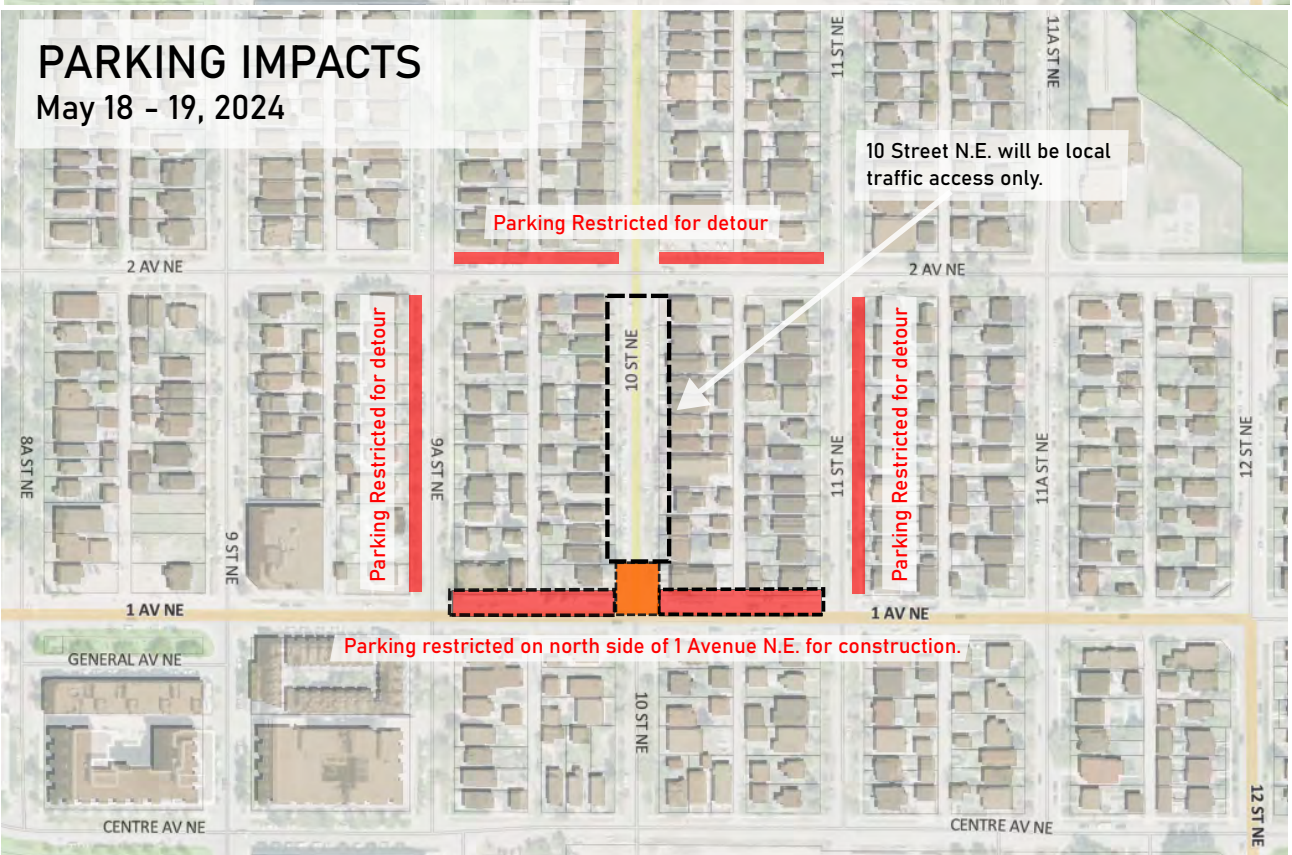 PARKING IMPACTS
May 18 - 19, 2024
11 ST NE
11A ST NE
10 Street N.E. will be local
traffic access only.
Parking Restricted for detour
2 AV NE
2 AV NE
Parking Restricted for detour
10 ST NE
Parking Restricted for detour
8A ST NE
9A ST NE
11 ST NE
11A ST NE
12 ST NE
9 ST NE
1 AV NE
1 AV NE
Parking restricted on north side of 1 Avenue N.E. for construction.
GENERAL AV NE
10 ST NE
CENTRE AV NE
CENTRE AV NE
12 ST NE